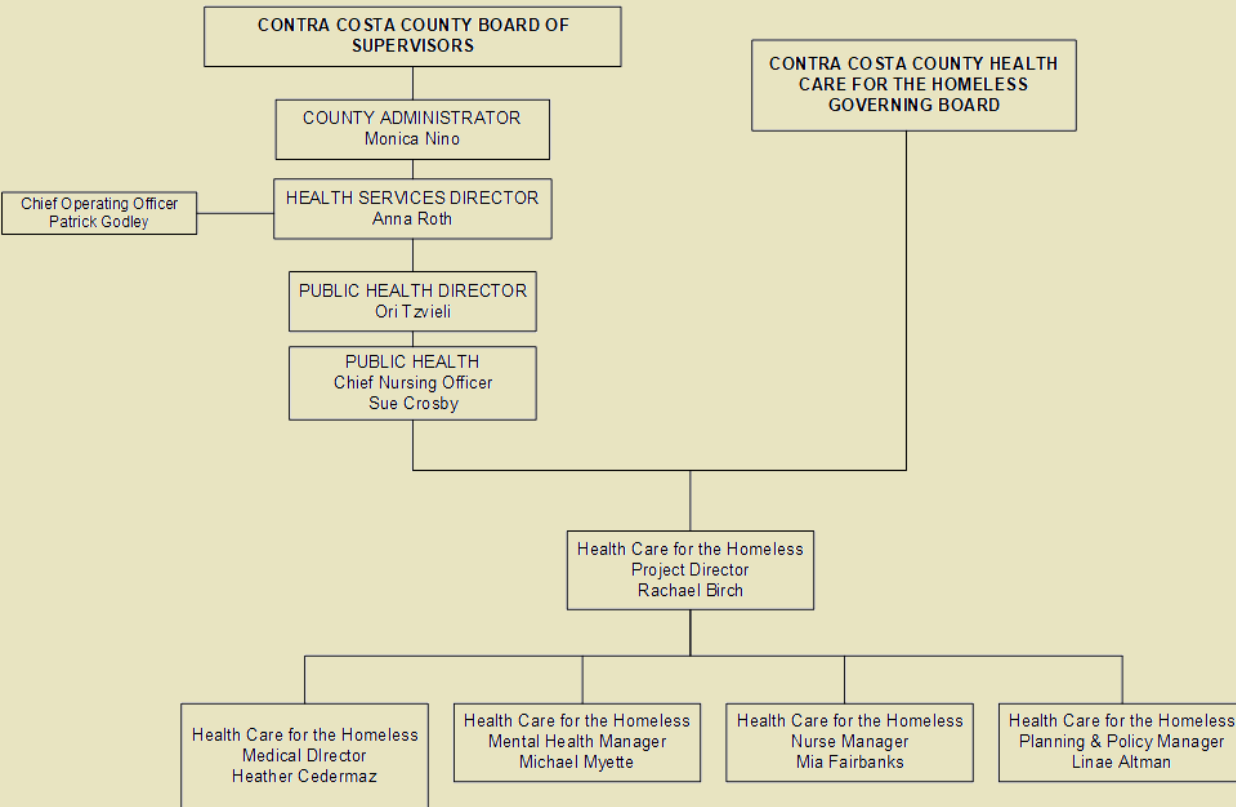 CONTRA COSTA COUNTY BOARD OF
SUPERVISORS
CONTRA COSTA COUNTY HEALTH
CARE FOR THE HOMELESS
GOVERNING BOARD
COUNTY ADMINISTRATOR
Monica Nino
Chief Operating Officer
Patrick Godley
HEALTH SERVICES DIRECTOR
Anna Roth
PUBLIC HEALTH DIRECTOR
Ori Tzvieli
PUBLIC HEALTH
Chief Nursing Officer
Sue Crosby
Health Care for the Homeless
Project Director
Rachael Birch
Health Care for the Homeless
Medical DIrector
Heather Cedermaz
Health Care for the Homeless
Mental Health Manager
Michael Myette
Health Care for the Homeless
Nurse Manager
Mia Fairbanks
Health Care for the Homeless
Planning & Policy Manager
Linae Altman